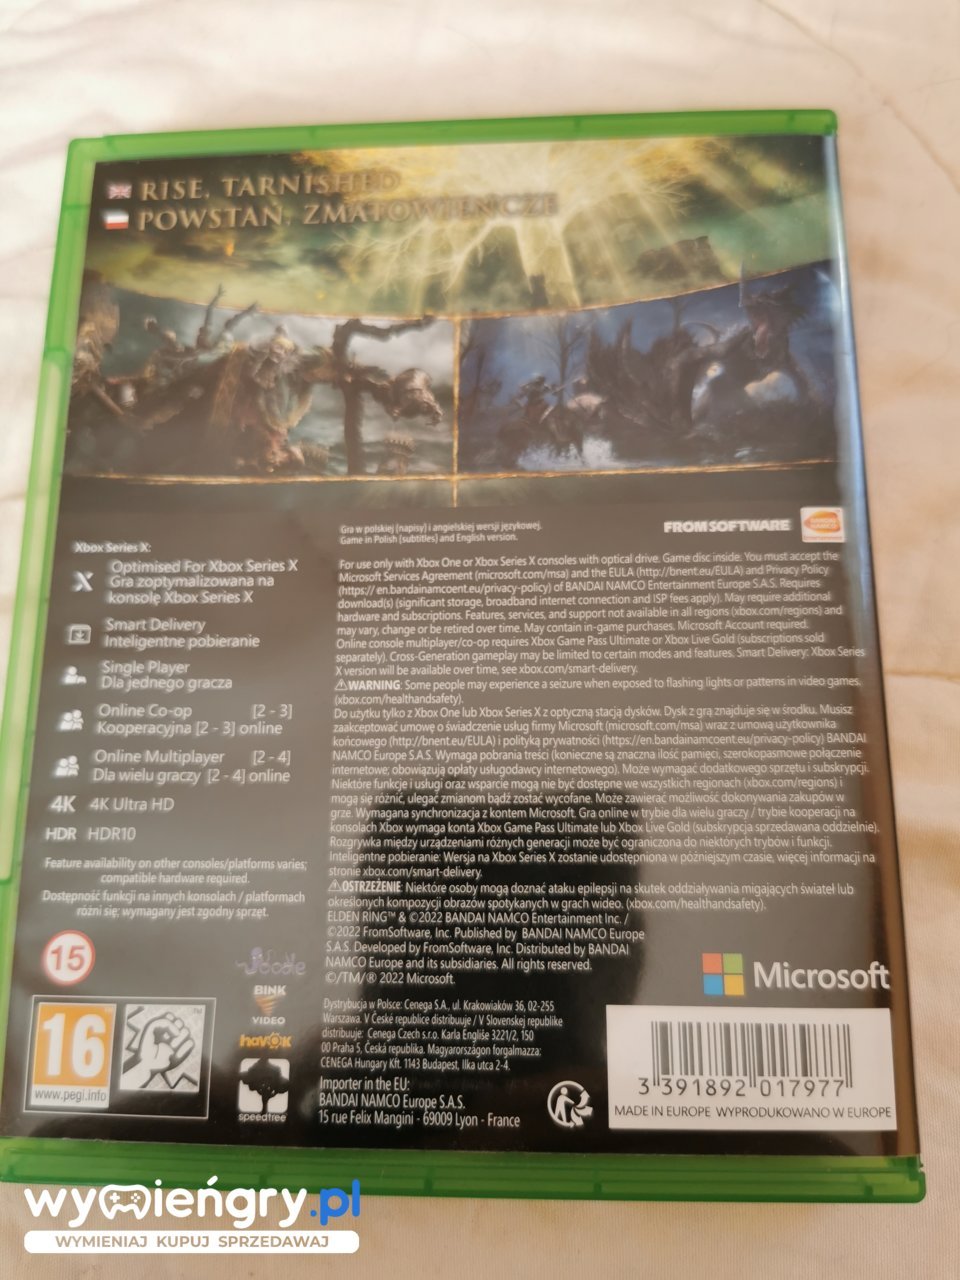 RISE, TARNISHED
POWSTAŃ, ZMATOWIEŃCZE
Gra w polskiej (napisy) i angielskiej wersji językowej.
Game in Polish (subtitles) and English version.
FROMSOFTWARE
BANDAI
NAMCO
Entertainment
Xbox Series X:
X Optimised For Xbox Series X
Gra zoptymalizowana na
konsolę Xbox Series X
Smart Delivery
Inteligentne pobieranie
Single Player
Dla jednego gracza
Online Co-op [2 - 3]
Kooperacyjna [2 - 3] online
Online Multiplayer [2 - 4]
Dla wielu graczy [2 - 4] online
4K 4K Ultra HD
HDR HDR10
Feature availability on other consoles/platforms varies;
compatible hardware required.
Dostępność funkcji na innych konsolach / platformach
różni się; wymagany jest zgodny sprzęt.
For use only with Xbox One or Xbox Series X consoles with optical drive. Game disc inside. You must accept the
Microsoft Services Agreement (microsoft.com/msa) and the EULA (http://bnent.eu/EULA) and Privacy Policy
(https:// en.bandainamcoent.eu/privacy-policy) of BANDAI NAMCO Entertainment Europe S.A.S. Requires
download(s) (significant storage, broadband internet connection and ISP fees apply). May require additional
hardware and subscriptions. Features, services, and support not available in all regions (xbox.com/regions) and
may vary, change or be retired over time. May contain in-game purchases. Microsoft Account required.
Online console multiplayer/co-op requires Xbox Game Pass Ultimate or Xbox Live Gold (subscriptions sold
separately). Cross-Generation gameplay may be limited to certain modes and features. Smart Delivery: Xbox Series
X version will be available over time, see xbox.com/smart-delivery.
⚠WARNING: Some people may experience a seizure when exposed to flashing lights or patterns in video games.
(xbox.com/healthandsafety).
Do użytku tylko z Xbox One lub Xbox Series X z optyczną stacją dysków. Dysk z grą znajduje się w środku. Musisz
zaakceptować umowę o świadczenie usług firmy Microsoft (microsoft.com/msa) wraz z umową użytkownika
końcowego (http://bnent.eu/EULA) i polityką prywatności (https://en.bandainamcoent.eu/privacy-policy) BANDAI
NAMCO Europe S.A.S. Wymaga pobrania treści (konieczne są znaczna ilość pamięci, szerokopasmowe połączenie
internetowe; obowiązują opłaty usługodawcy internetowego). Może wymagać dodatkowego sprzętu i subskrypcji.
Niektóre funkcje i usługi oraz wsparcie mogą nie być dostępne we wszystkich regionach (xbox.com/regions) i
mogą się różnić, ulegać zmianom bądź zostać wycofane. Może zawierać możliwość dokonywania zakupów w
grze. Wymagana synchronizacja z kontem Microsoft. Gra online w trybie dla wielu graczy / trybie kooperacji na
konsolach Xbox wymaga konta Xbox Game Pass Ultimate lub Xbox Live Gold (subskrypcja sprzedawana oddzielnie).
Rozgrywka między urządzeniami różnych generacji może być ograniczona do niektórych trybów i funkcji.
Inteligentne pobieranie: Wersja na Xbox Series X zostanie udostępniona w późniejszym czasie, więcej informacji na
stronie xbox.com/smart-delivery.
⚠OSTRZEŻENIE: Niektóre osoby mogą doznać ataku epilepsji na skutek oddziaływania migających świateł lub
określonych kompozycji obrazów spotykanych w grach wideo. (xbox.com/healthandsafety).
ELDEN RING™ & ©2022 BANDAI NAMCO Entertainment Inc. /
©2022 FromSoftware, Inc. Published by BANDAI NAMCO Europe
S.A.S. Developed by FromSoftware, Inc. Distributed by BANDAI
NAMCO Europe and its subsidiaries. All rights reserved.
©/TM/® 2022 Microsoft.
Dystrybucja w Polsce: Cenega S.A., ul. Krakowiaków 36, 02-255
Warszawa. V České republice distribuuje / V Slovenskej republike
distribuuje: Cenega Czech s.r.o. Karla Engliše 3221/2, 150
00 Praha 5, Česká republika. Magyarországon forgalmazza:
CENEGA Hungary Kft. 1143 Budapest, Ilka utca 2-4.
Importer in the EU:
BANDAI NAMCO Europe S.A.S.
15 rue Felix Mangini - 69009 Lyon - France
15
16
www.pegi.info
Oodle
BINK
VIDEO
havok
speedtree
Microsoft
3 391892 017977
MADE IN EUROPE WYPRODUKOWANO W EUROPE
wymieńgry.pl
WYMIENIAJ KUPUJ SPRZEDAWAJ